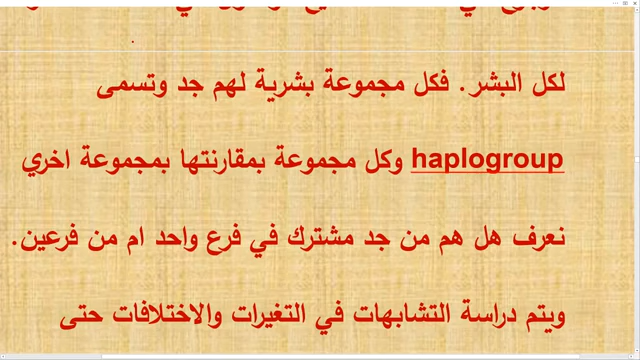 لكل البشر. فكل مجموعة بشرية لهم جد وتسمى
haplogroup وكل مجموعة بمقارنتها بمجموعة اخري
نعرف هل هم من جد مشترك في فرع واحد ام من فرعين.
ويتم دراسة التشابهات في التغيرات والاختلافات حتى